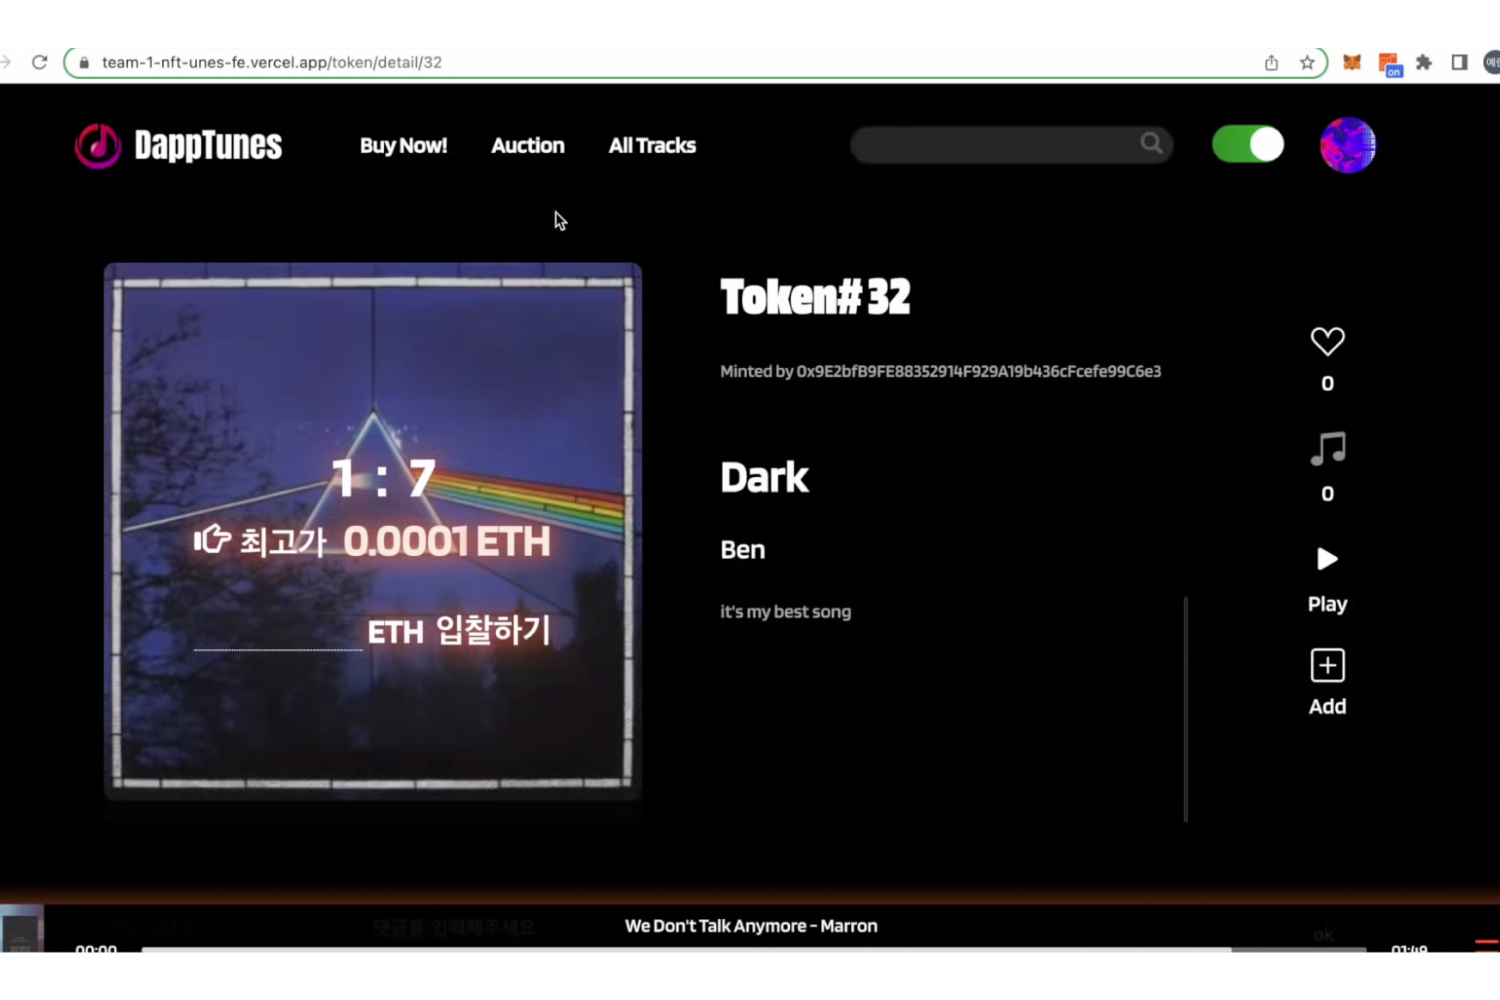 team-1-nft-unes-fe.vercel.app/token/detail/32
on
DappTunes
Buy Now!
Auction
All Tracks
Token# 32
Minted by 0x9E2bfB9FE88352914F929A19b436cFcefe99C6e3
0
0
1 : 7
최고가 0.0001 ETH
ETH 입찰하기
Dark
Ben
it's my best song
Play
Add
댓글을 입력해주세요
We Don't Talk Anymore - Marron
ok
00:00
01:49